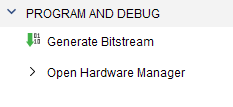 PROGRAM AND DEBUG
Generate Bitstream
Open Hardware Manager